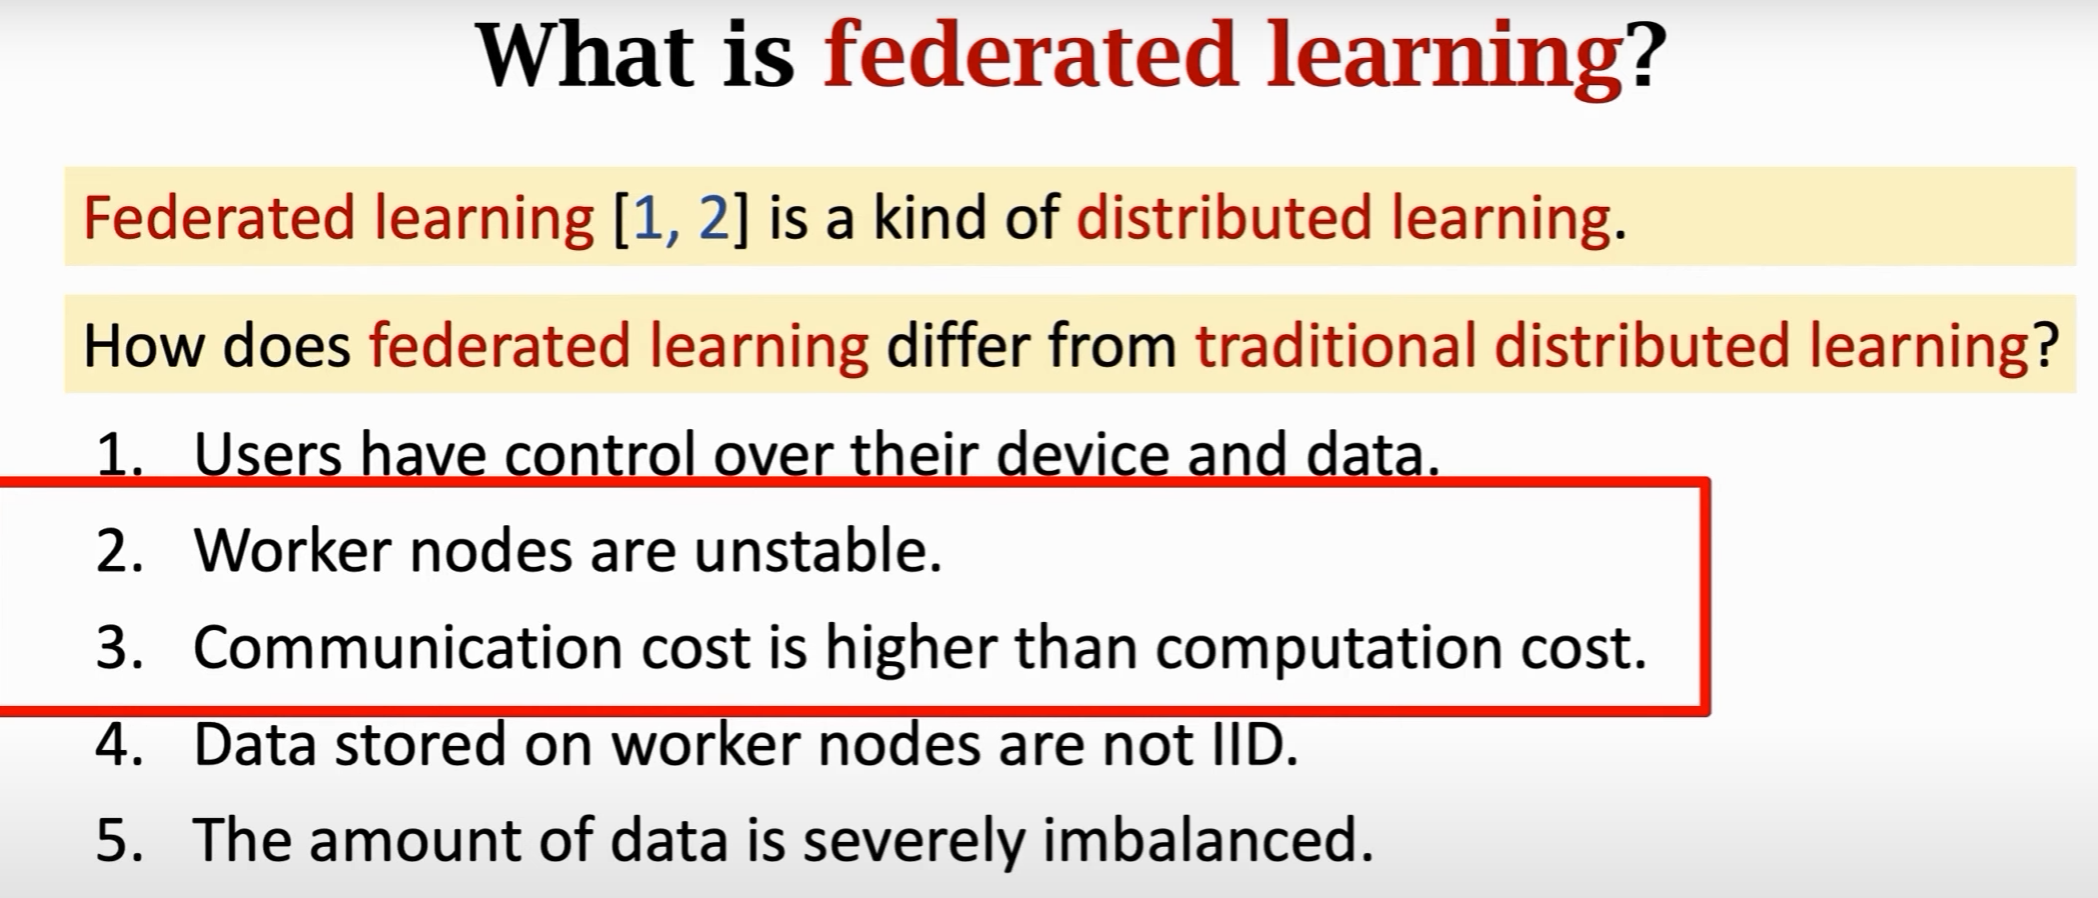 What is federated learning?
Federated learning [1, 2] is a kind of distributed learning.
How does federated learning differ from traditional distributed learning?
1. Users have control over their device and data.
2. Worker nodes are unstable.
3. Communication cost is higher than computation cost.
4. Data stored on worker nodes are not IID.
5. The amount of data is severely imbalanced.